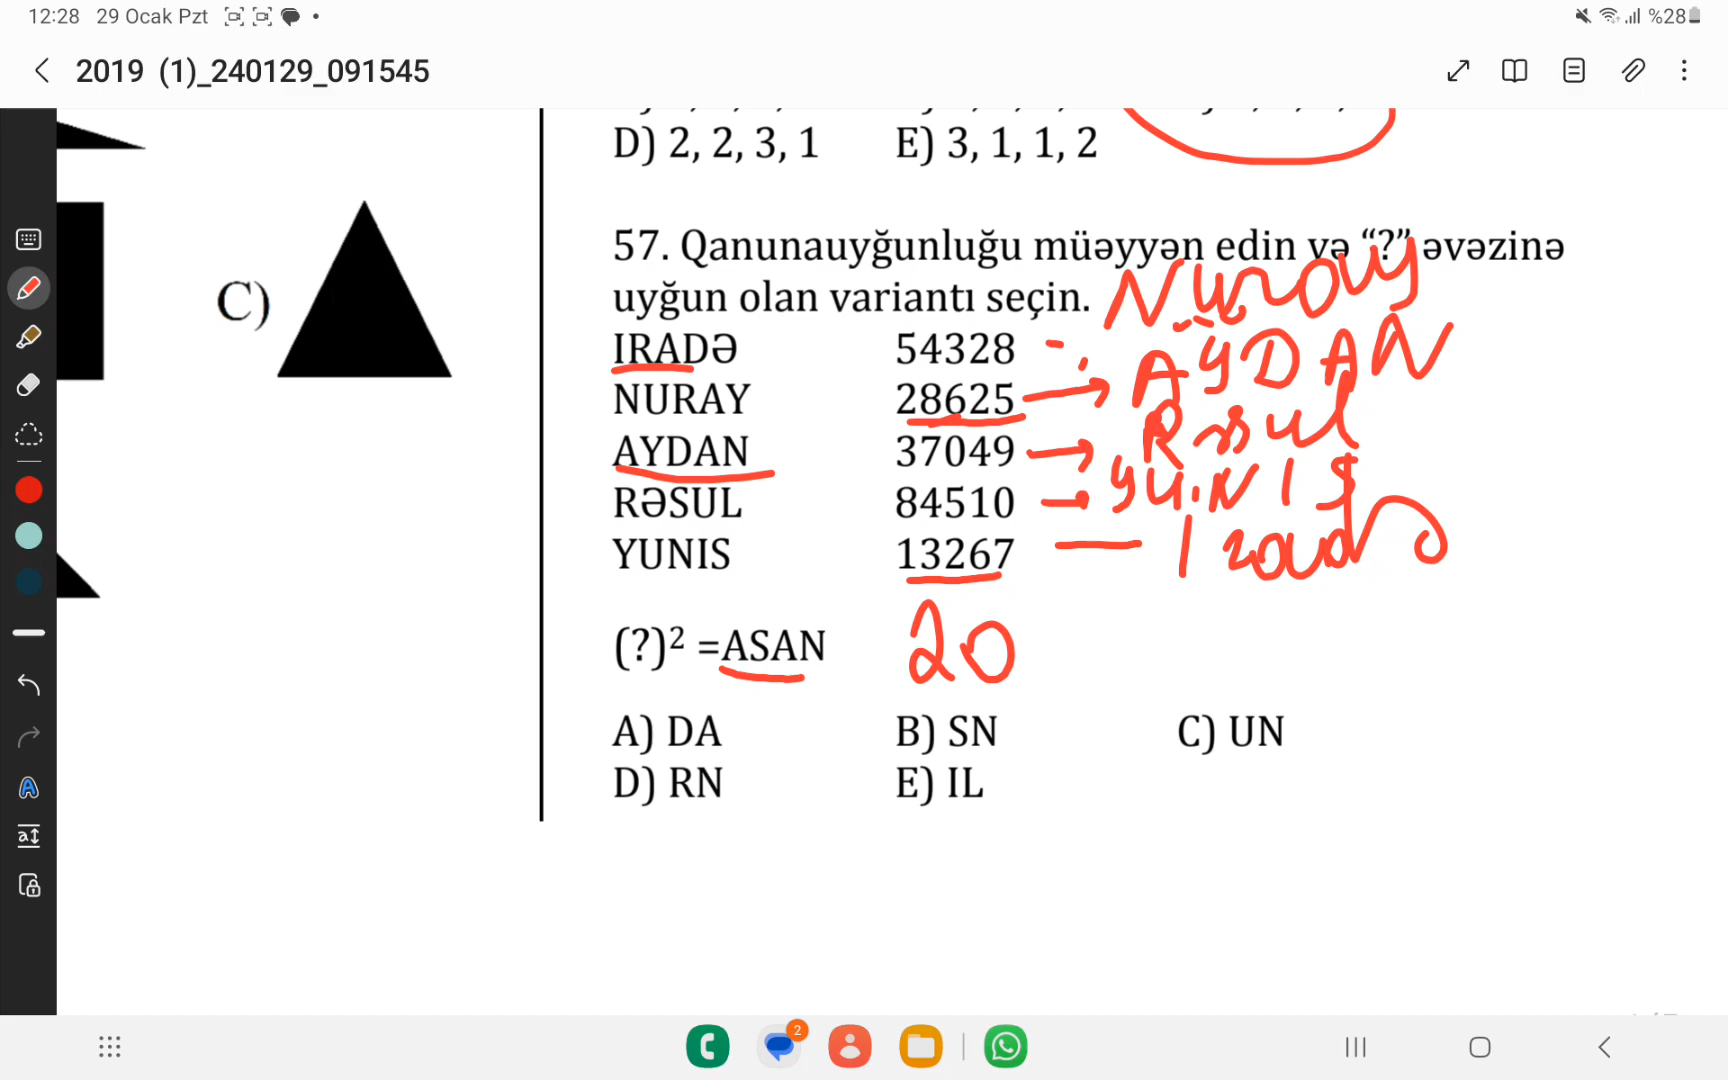 12:28 29 Ocak Pzt
%28
2019 (1)_240129_091545
D) 2, 2, 3, 1 E) 3, 1, 1, 2
C)
57. Qanunauyğunluğu müəyyən edin və “?” əvəzinə
uyğun olan variantı seçin.
Nuray
IRADƏ 54328
NURAY 28625 AYDAN
AYDAN 37049 Rəsul
RƏSUL 84510 YUNIS
YUNIS 13267
(?)² =ASAN 20
A) DA B) SN C) UN
D) RN E) IL
2